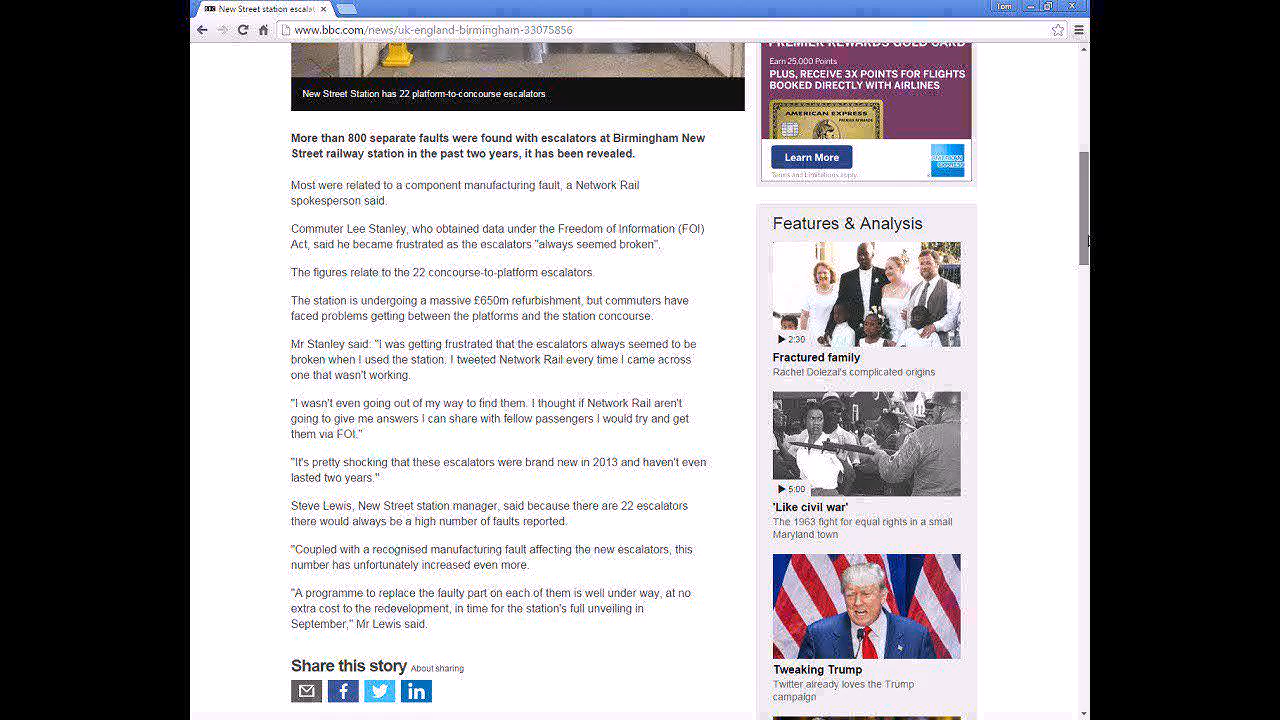 New Street station escalat
Tom
www.bbc.com/news/uk-england-birmingham-33075856
New Street Station has 22 platform-to-concourse escalators
More than 800 separate faults were found with escalators at Birmingham New
Street railway station in the past two years, it has been revealed.
Most were related to a component manufacturing fault, a Network Rail
spokesperson said.
Commuter Lee Stanley, who obtained data under the Freedom of Information (FOI)
Act, said he became frustrated as the escalators "always seemed broken".
The figures relate to the 22 concourse-to-platform escalators.
The station is undergoing a massive £650m refurbishment, but commuters have
faced problems getting between the platforms and the station concourse.
Mr Stanley said: "I was getting frustrated that the escalators always seemed to be
broken when I used the station. I tweeted Network Rail every time I came across
one that wasn't working.
"I wasn't even going out of my way to find them. I thought if Network Rail aren't
going to give me answers I can share with fellow passengers I would try and get
them via FOI."
"It's pretty shocking that these escalators were brand new in 2013 and haven't even
lasted two years."
Steve Lewis, New Street station manager, said because there are 22 escalators
there would always be a high number of faults reported.
"Coupled with a recognised manufacturing fault affecting the new escalators, this
number has unfortunately increased even more.
"A programme to replace the faulty part on each of them is well under way, at no
extra cost to the redevelopment, in time for the station's full unveiling in
September," Mr Lewis said.
Share this story About sharing
PREMIER REWARDS GOLD CARD
Earn 25,000 Points
PLUS, RECEIVE 3X POINTS FOR FLIGHTS
BOOKED DIRECTLY WITH AIRLINES
AMERICAN EXPRESS
PREMIER REWARDS
Learn More
AMERICAN
EXPRESS
Terms and Limitations Apply.
Features & Analysis
2:30
Fractured family
Rachel Dolezal's complicated origins
5:00
'Like civil war'
The 1963 fight for equal rights in a small
Maryland town
Tweaking Trump
Twitter already loves the Trump
campaign